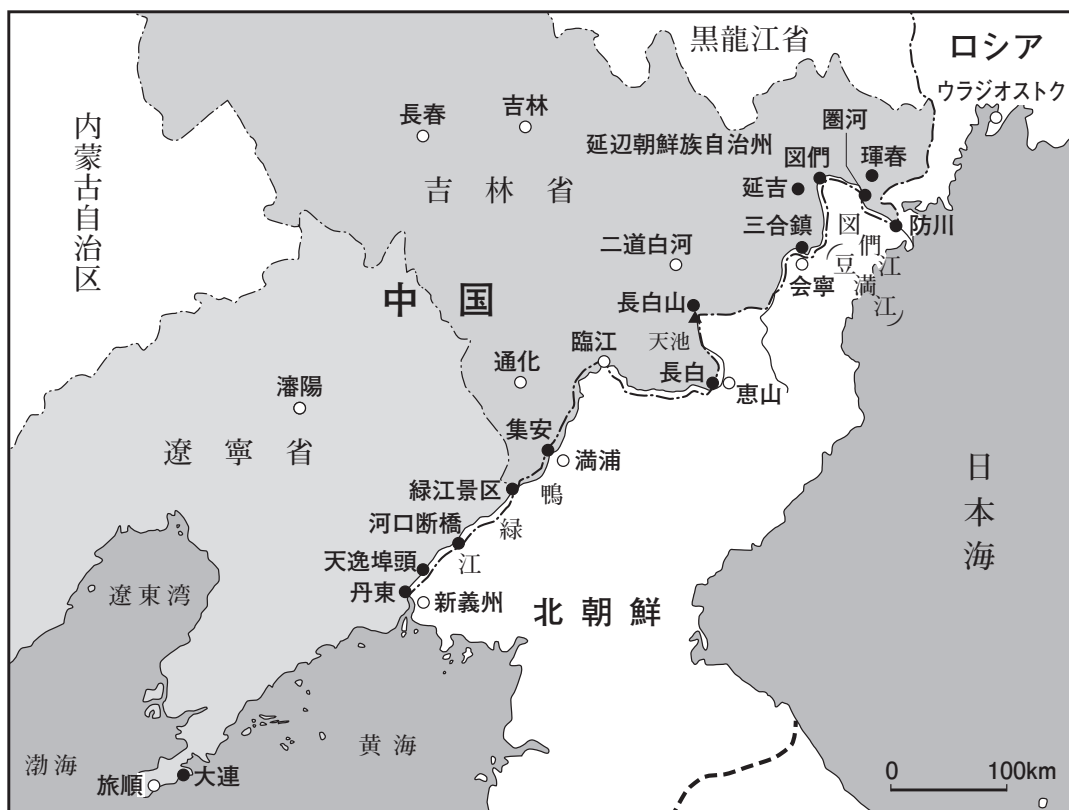 黒龍江省
ロシア
ウラジオストク
内蒙古自治区
長春
吉林
圏河
延辺朝鮮族自治州
図們
琿春
吉林省
延吉
防川
三合鎮
図們江
(豆満江)
二道白河
会寧
中国
長白山
天池
臨江
通化
長白
恵山
瀋陽
遼寧省
集安
満浦
日本海
緑江景区
鴨緑江
河口断橋
天逸埠頭
遼東湾
丹東
新義州
北朝鮮
黄海
渤海
旅順
大連
0 100km